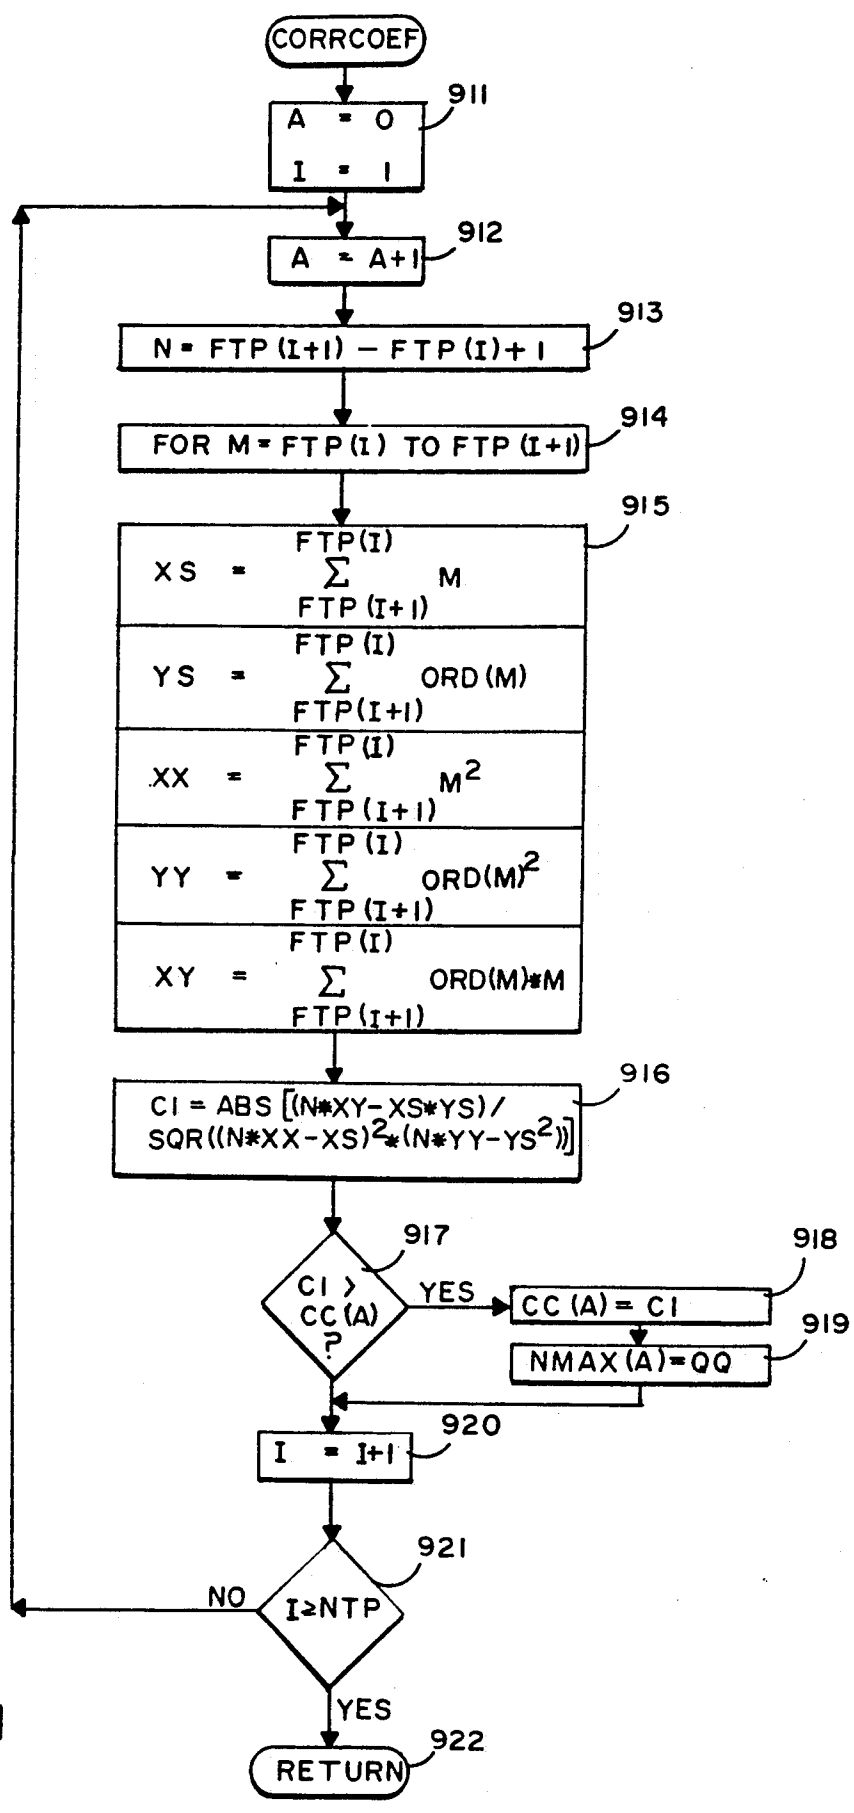 CORRCOEF
911
A = 0
I = 1
912
A = A+1
913
N = FTP(I+1) - FTP(I)+1
914
FOR M = FTP(I) TO FTP(I+1)
915
FTP(I)
XS = Σ M
FTP(I+1)
FTP(I)
YS = Σ ORD(M)
FTP(I+1)
FTP(I)
XX = Σ M²
FTP(I+1)
FTP(I)
YY = Σ ORD(M)²
FTP(I+1)
FTP(I)
XY = Σ ORD(M)*M
FTP(I+1)
916
C1 = ABS [(N*XY-XS*YS)/
SQR((N*XX-XS)²*(N*YY-YS²))]
917
C1 >
CC(A)
?
YES
918
CC(A) = C1
919
NMAX(A)=QQ
920
I = I+1
921
I≥NTP
NO
YES
922
RETURN